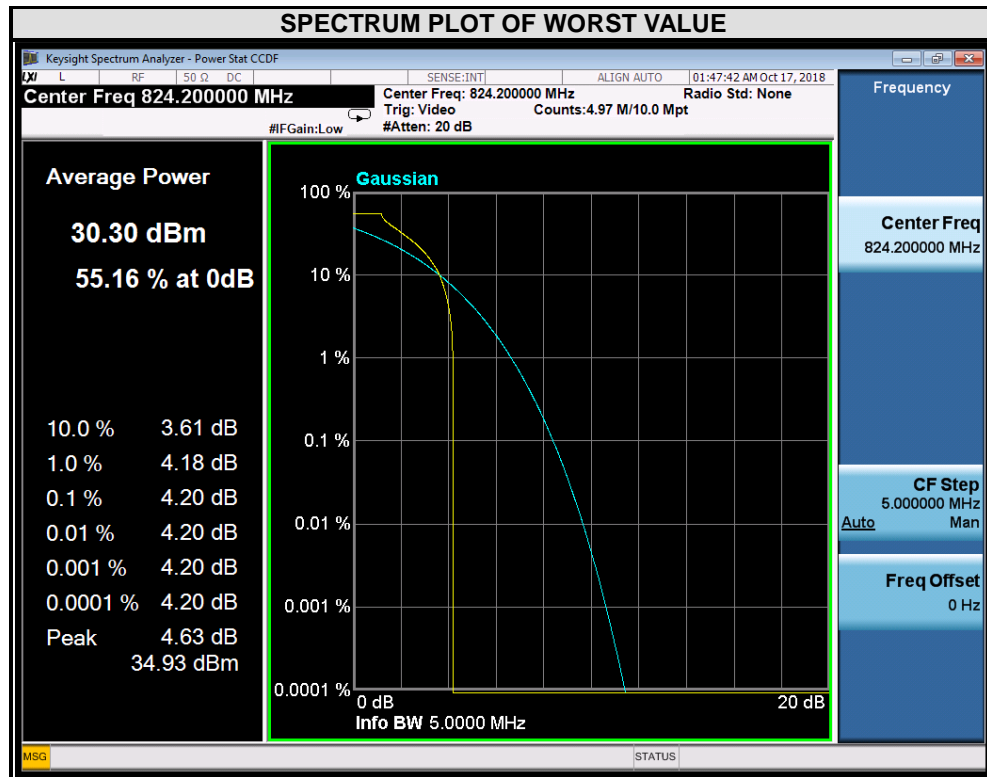 SPECTRUM PLOT OF WORST VALUE
Keysight Spectrum Analyzer - Power Stat CCDF
LXI L RF 50 Ω DC SENSE:INT ALIGN AUTO 01:47:42 AM Oct 17, 2018
Center Freq 824.200000 MHz
Center Freq: 824.200000 MHz Radio Std: None
Trig: Video Counts:4.97 M/10.0 Mpt
#IFGain:Low #Atten: 20 dB
Average Power
30.30 dBm
55.16 % at 0dB
10.0 % 3.61 dB
1.0 % 4.18 dB
0.1 % 4.20 dB
0.01 % 4.20 dB
0.001 % 4.20 dB
0.0001 % 4.20 dB
Peak 4.63 dB
34.93 dBm
Gaussian
100 %
10 %
1 %
0.1 %
0.01 %
0.001 %
0.0001 %
0 dB 20 dB
Info BW 5.0000 MHz
Frequency
Center Freq
824.200000 MHz
CF Step
5.000000 MHz
Auto Man
Freq Offset
0 Hz
MSG STATUS